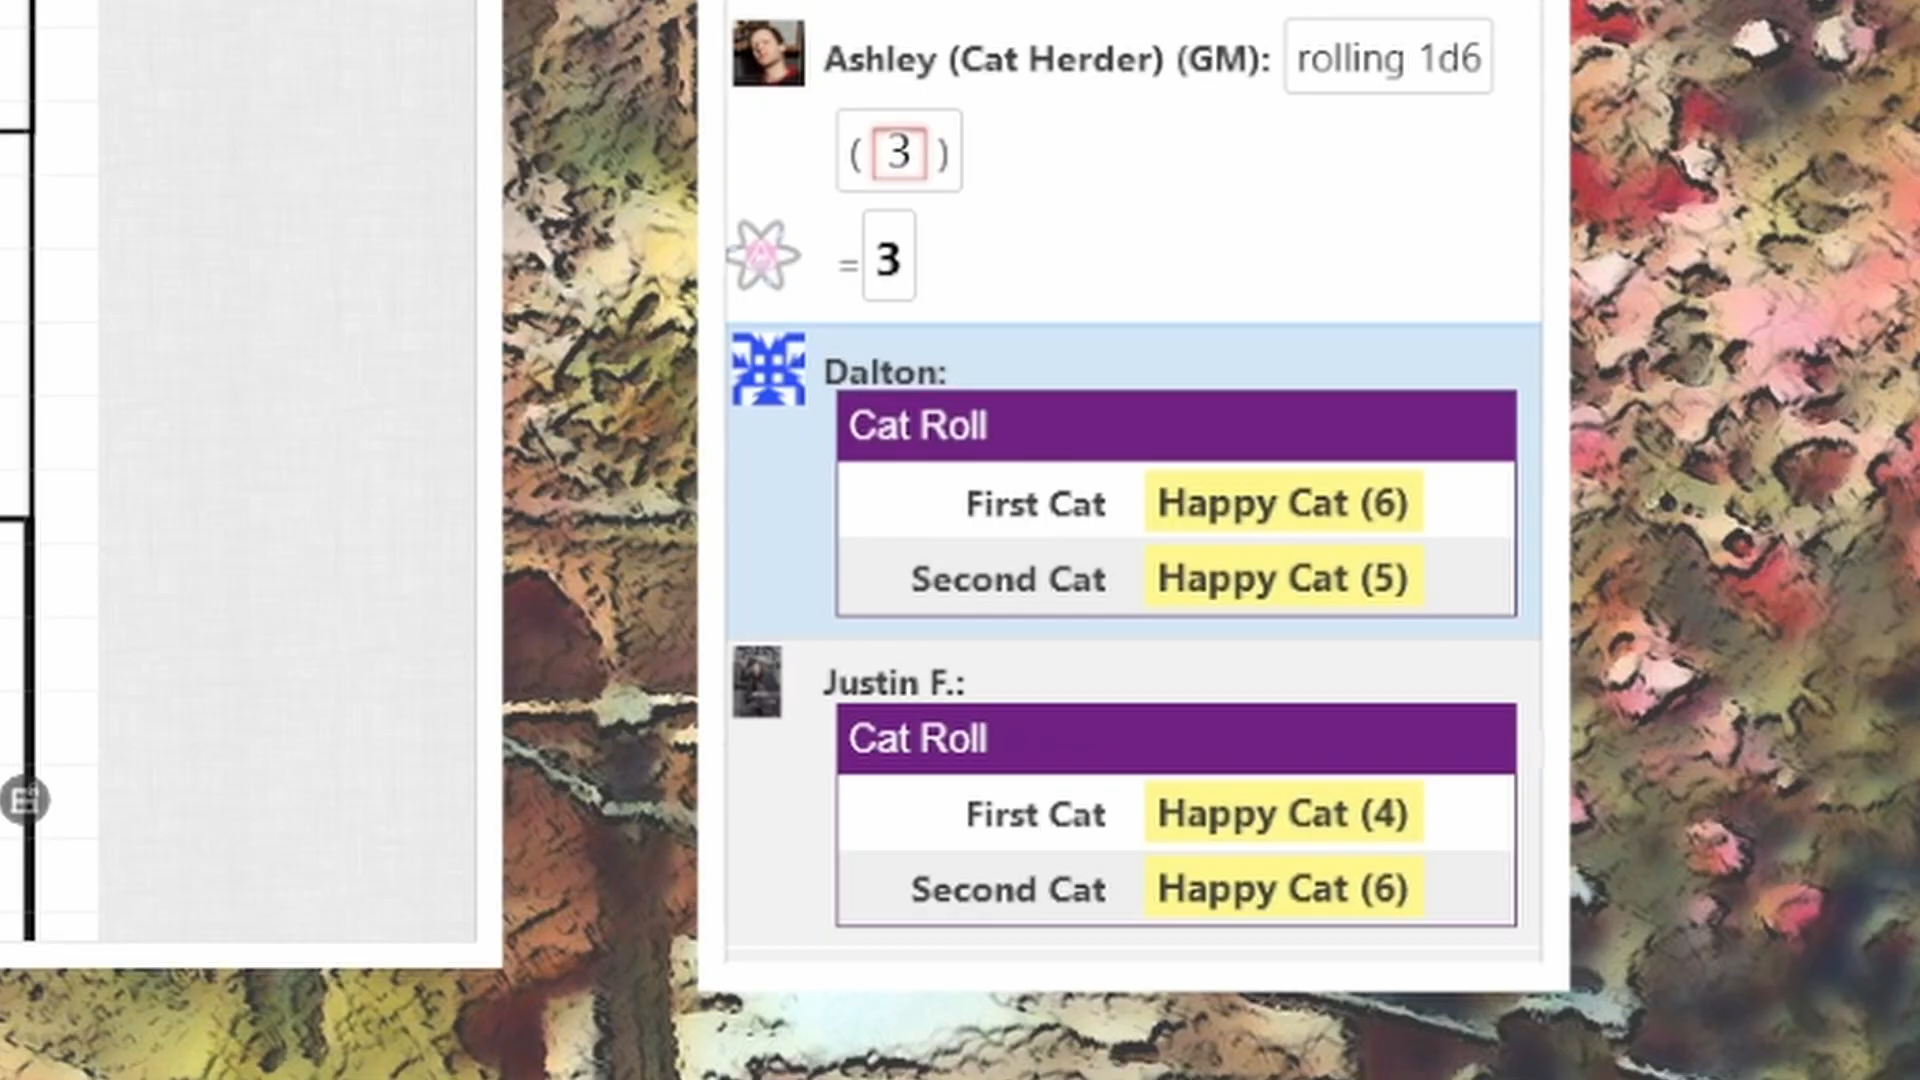 Ashley (Cat Herder) (GM): rolling 1d6
( 3 )
= 3
Dalton:
Cat Roll
First Cat Happy Cat (6)
Second Cat Happy Cat (5)
Justin F.:
Cat Roll
First Cat Happy Cat (4)
Second Cat Happy Cat (6)